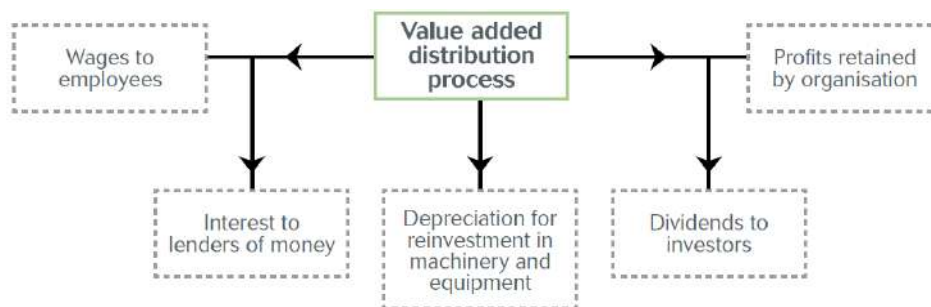 Value added
distribution
process
Wages to
employees
Profits retained
by organisation
Interest to
lenders of money
Depreciation for
reinvestment in
machinery and
equipment
Dividends to
investors